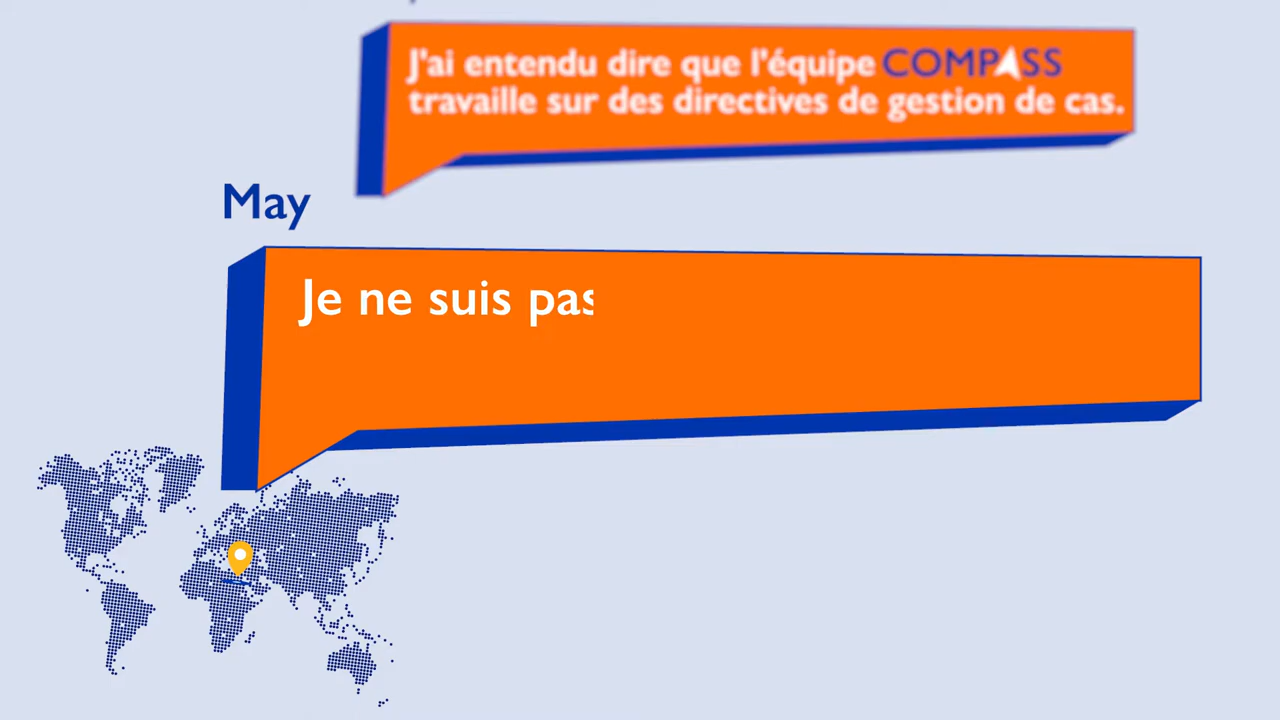 J'ai entendu dire que l'équipe COMPASS
travaille sur des directives de gestion de cas.
May
Je ne suis pas